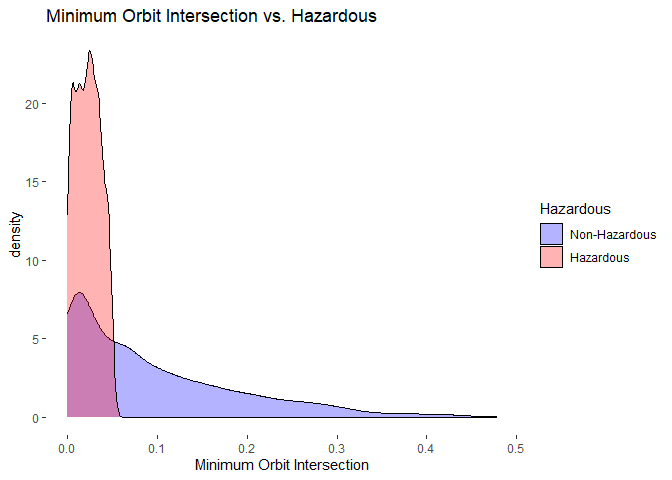 Minimum Orbit Intersection vs. Hazardous
density
20
15
10
5
0
0.0 0.1 0.2 0.3 0.4 0.5
Minimum Orbit Intersection
Hazardous
Non-Hazardous
Hazardous